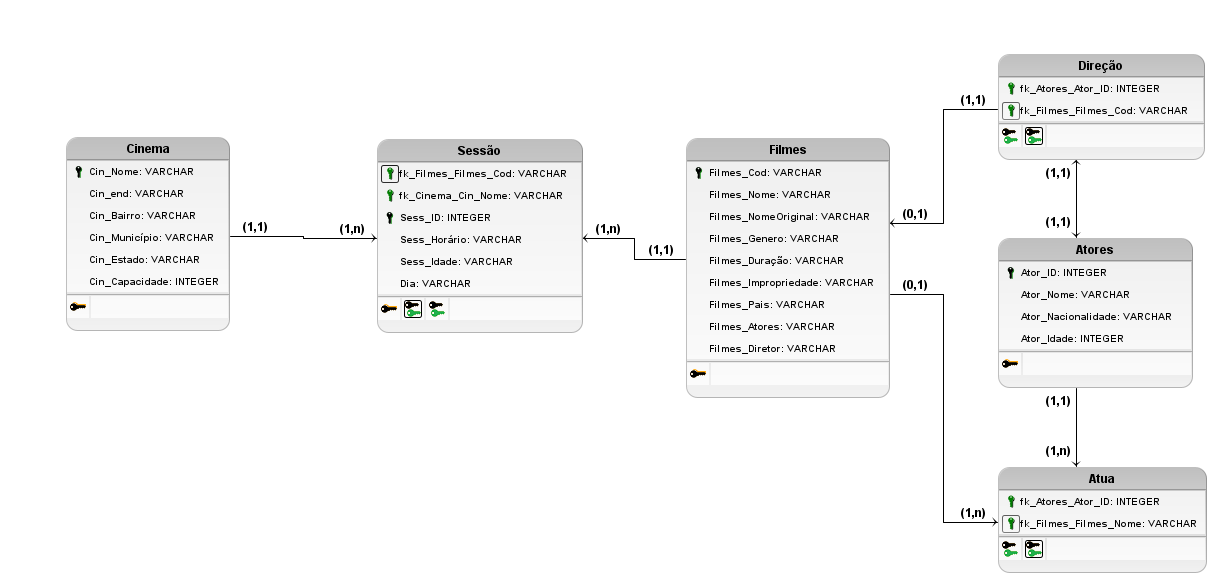 Cinema
Cin_Nome: VARCHAR
Cin_end: VARCHAR
Cin_Bairro: VARCHAR
Cin_Município: VARCHAR
Cin_Estado: VARCHAR
Cin_Capacidade: INTEGER
(1,1)
(1,n)
Sessão
fk_Filmes_Filmes_Cod: VARCHAR
fk_Cinema_Cin_Nome: VARCHAR
Sess_ID: INTEGER
Sess_Horário: VARCHAR
Sess_Idade: VARCHAR
Dia: VARCHAR
(1,n)
(1,1)
Filmes
Filmes_Cod: VARCHAR
Filmes_Nome: VARCHAR
Filmes_NomeOriginal: VARCHAR
Filmes_Genero: VARCHAR
Filmes_Duração: VARCHAR
Filmes_Impropriedade: VARCHAR
Filmes_Pais: VARCHAR
Filmes_Atores: VARCHAR
Filmes_Diretor: VARCHAR
(1,1)
(0,1)
(0,1)
(1,n)
Direção
fk_Atores_Ator_ID: INTEGER
fk_Filmes_Filmes_Cod: VARCHAR
(1,1)
(1,1)
Atores
Ator_ID: INTEGER
Ator_Nome: VARCHAR
Ator_Nacionalidade: VARCHAR
Ator_Idade: INTEGER
(1,1)
(1,n)
Atua
fk_Atores_Ator_ID: INTEGER
fk_Filmes_Filmes_Nome: VARCHAR